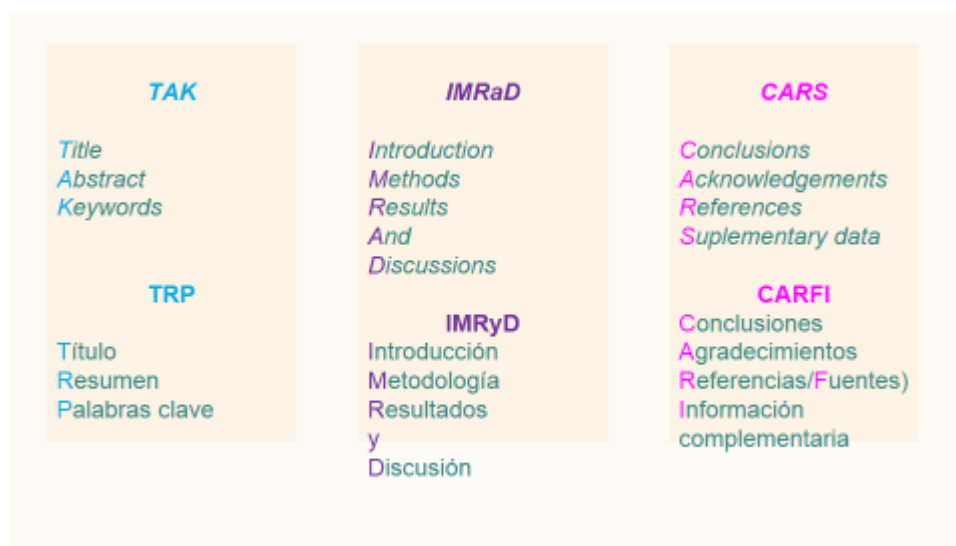 TAK
Title
Abstract
Keywords
TRP
Título
Resumen
Palabras clave
IMRaD
Introduction
Methods
Results
And
Discussions
IMRyD
Introducción
Metodología
Resultados
y
Discusión
CARS
Conclusions
Acknowledgements
References
Suplementary data
CARFI
Conclusiones
Agradecimientos
Referencias/Fuentes)
Información
complementaria